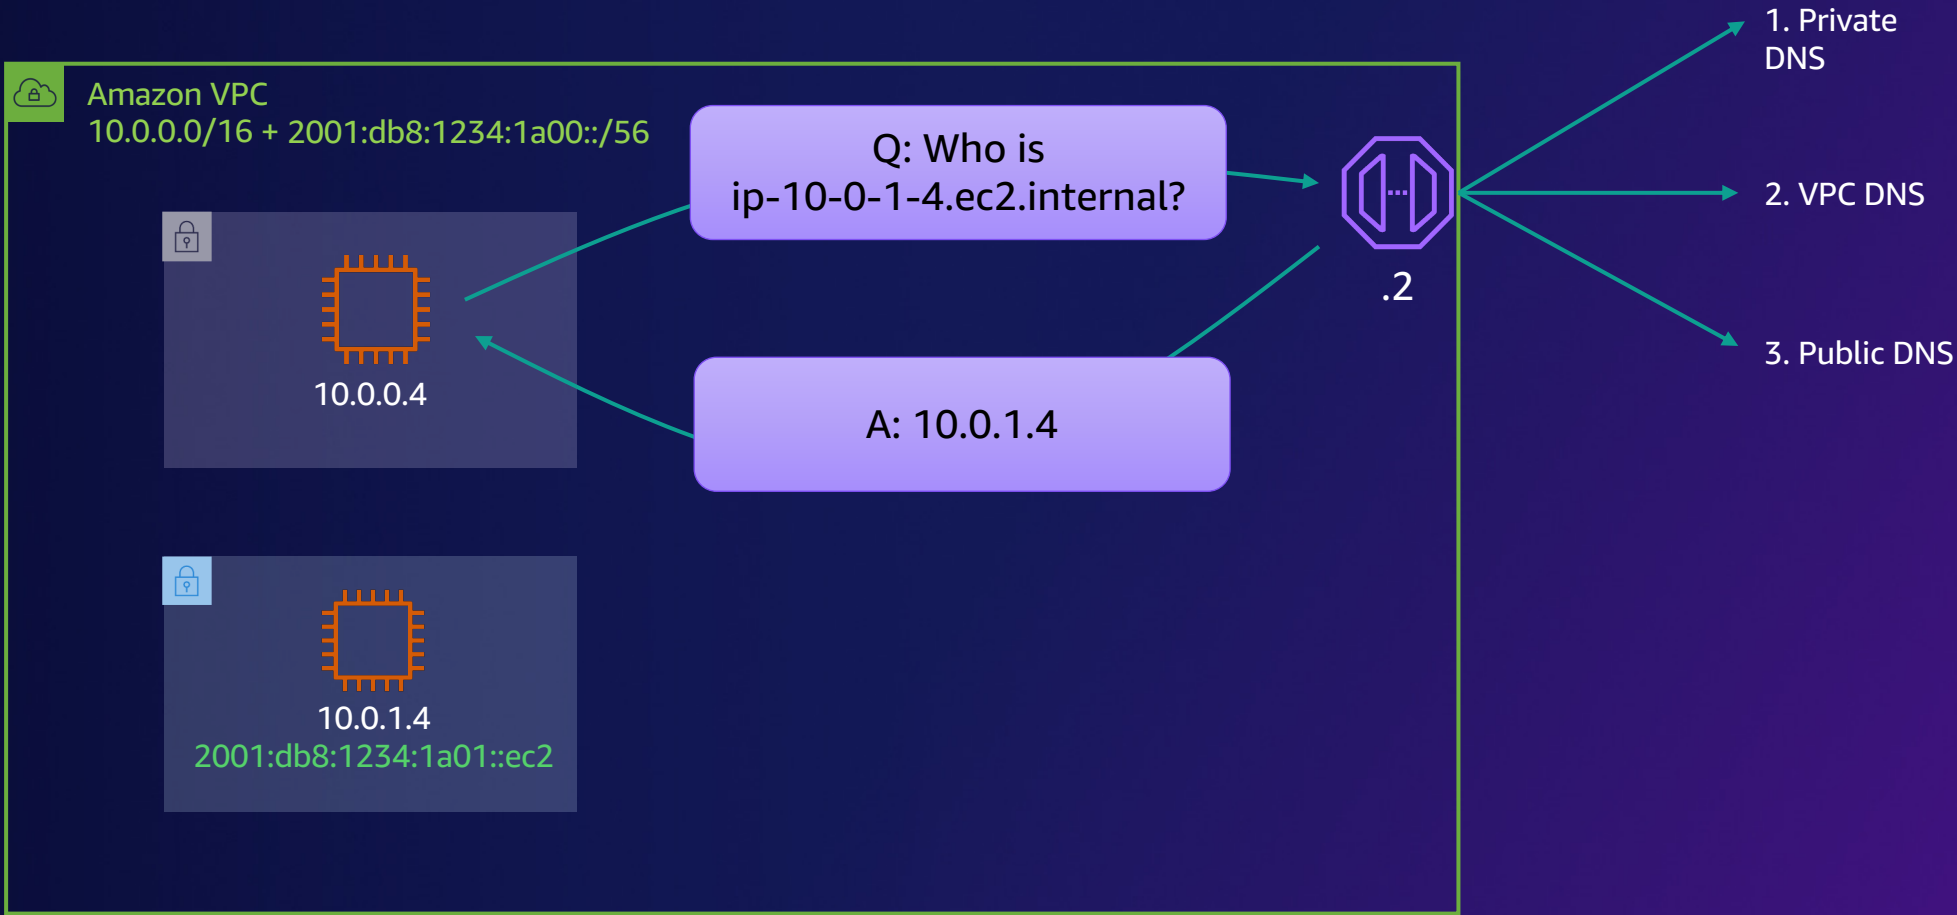 Amazon VPC
10.0.0.0/16 + 2001:db8:1234:1a00::/56
Q: Who is
ip-10-0-1-4.ec2.internal?
.2
10.0.0.4
A: 10.0.1.4
10.0.1.4
2001:db8:1234:1a01::ec2
1. Private
DNS
2. VPC DNS
3. Public DNS